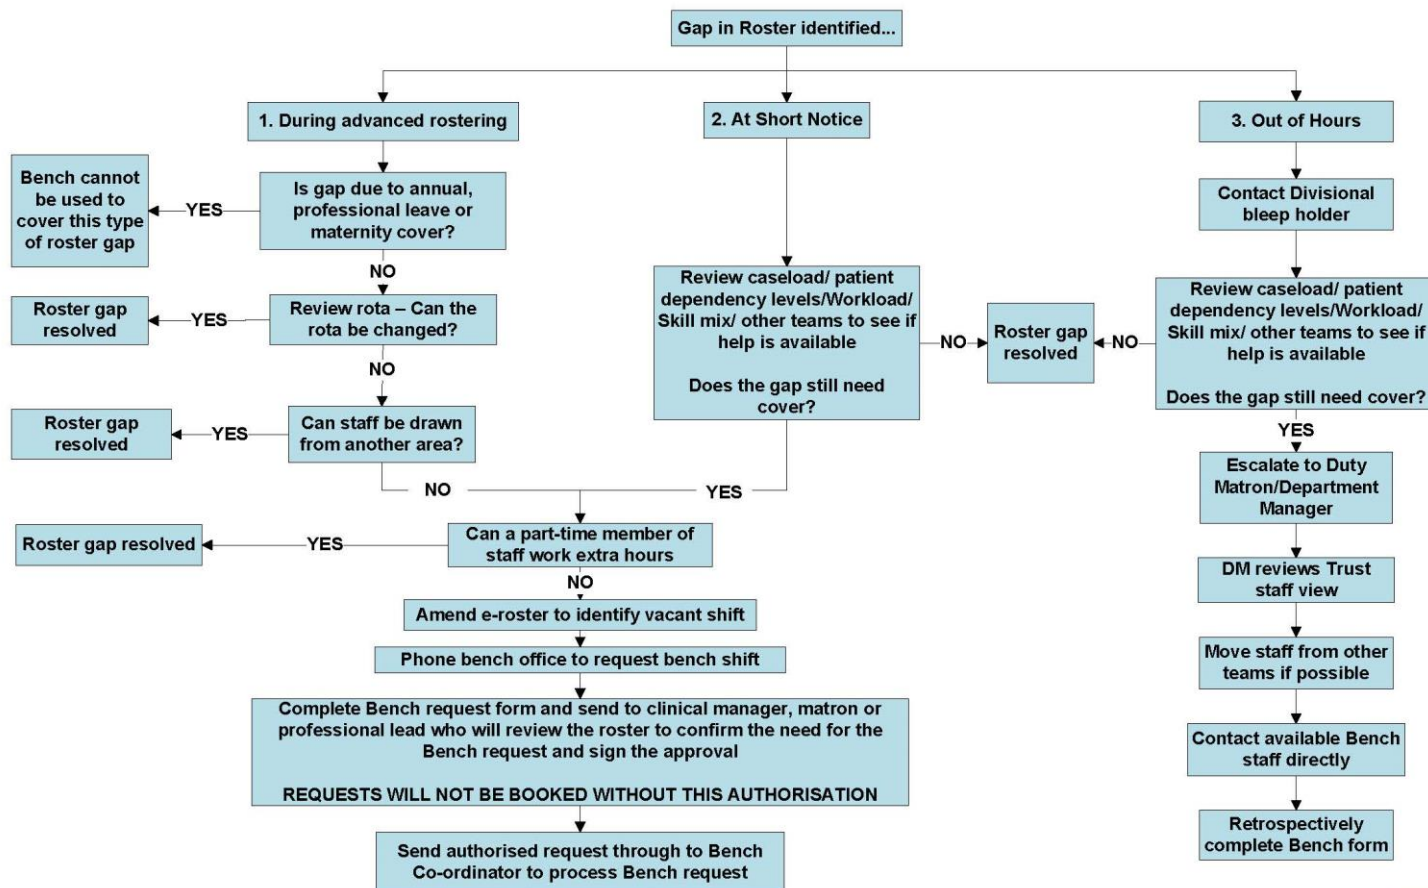 Gap in Roster identified...
1. During advanced rostering
2. At Short Notice
3. Out of Hours
Bench cannot
be used to
cover this type
of roster gap
YES
Is gap due to annual,
professional leave or
maternity cover?
Contact Divisional
bleep holder
NO
Roster gap
resolved
YES
Review rota – Can the
rota be changed?
Review caseload/ patient
dependency levels/Workload/
Skill mix/ other teams to see if
help is available
Does the gap still need
cover?
NO
Roster gap
resolved
NO
Review caseload/ patient
dependency levels/Workload/
Skill mix/ other teams to see if
help is available
Does the gap still need cover?
NO
Roster gap
resolved
YES
Can staff be drawn
from another area?
YES
Escalate to Duty
Matron/Department
Manager
NO
YES
Roster gap resolved
YES
Can a part-time member of
staff work extra hours
DM reviews Trust
staff view
NO
Amend e-roster to identify vacant shift
Move staff from other
teams if possible
Phone bench office to request bench shift
Complete Bench request form and send to clinical manager, matron or
professional lead who will review the roster to confirm the need for the
Bench request and sign the approval
REQUESTS WILL NOT BE BOOKED WITHOUT THIS AUTHORISATION
Contact available Bench
staff directly
Send authorised request through to Bench
Co-ordinator to process Bench request
Retrospectively
complete Bench form